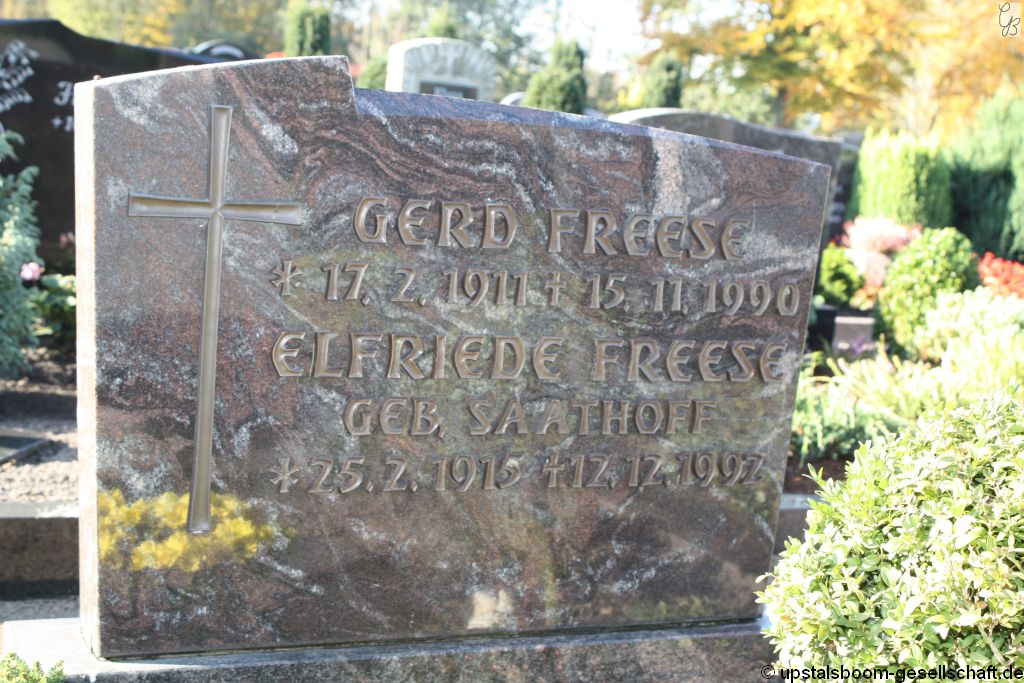 GERD FREESE
* 17. 2. 1911 † 15. 11. 1990
ELFRIEDE FREESE
GEB. SAATHOFF
* 25. 2. 1915 † 12. 12. 1992
© upstalsboom-gesellschaft.de